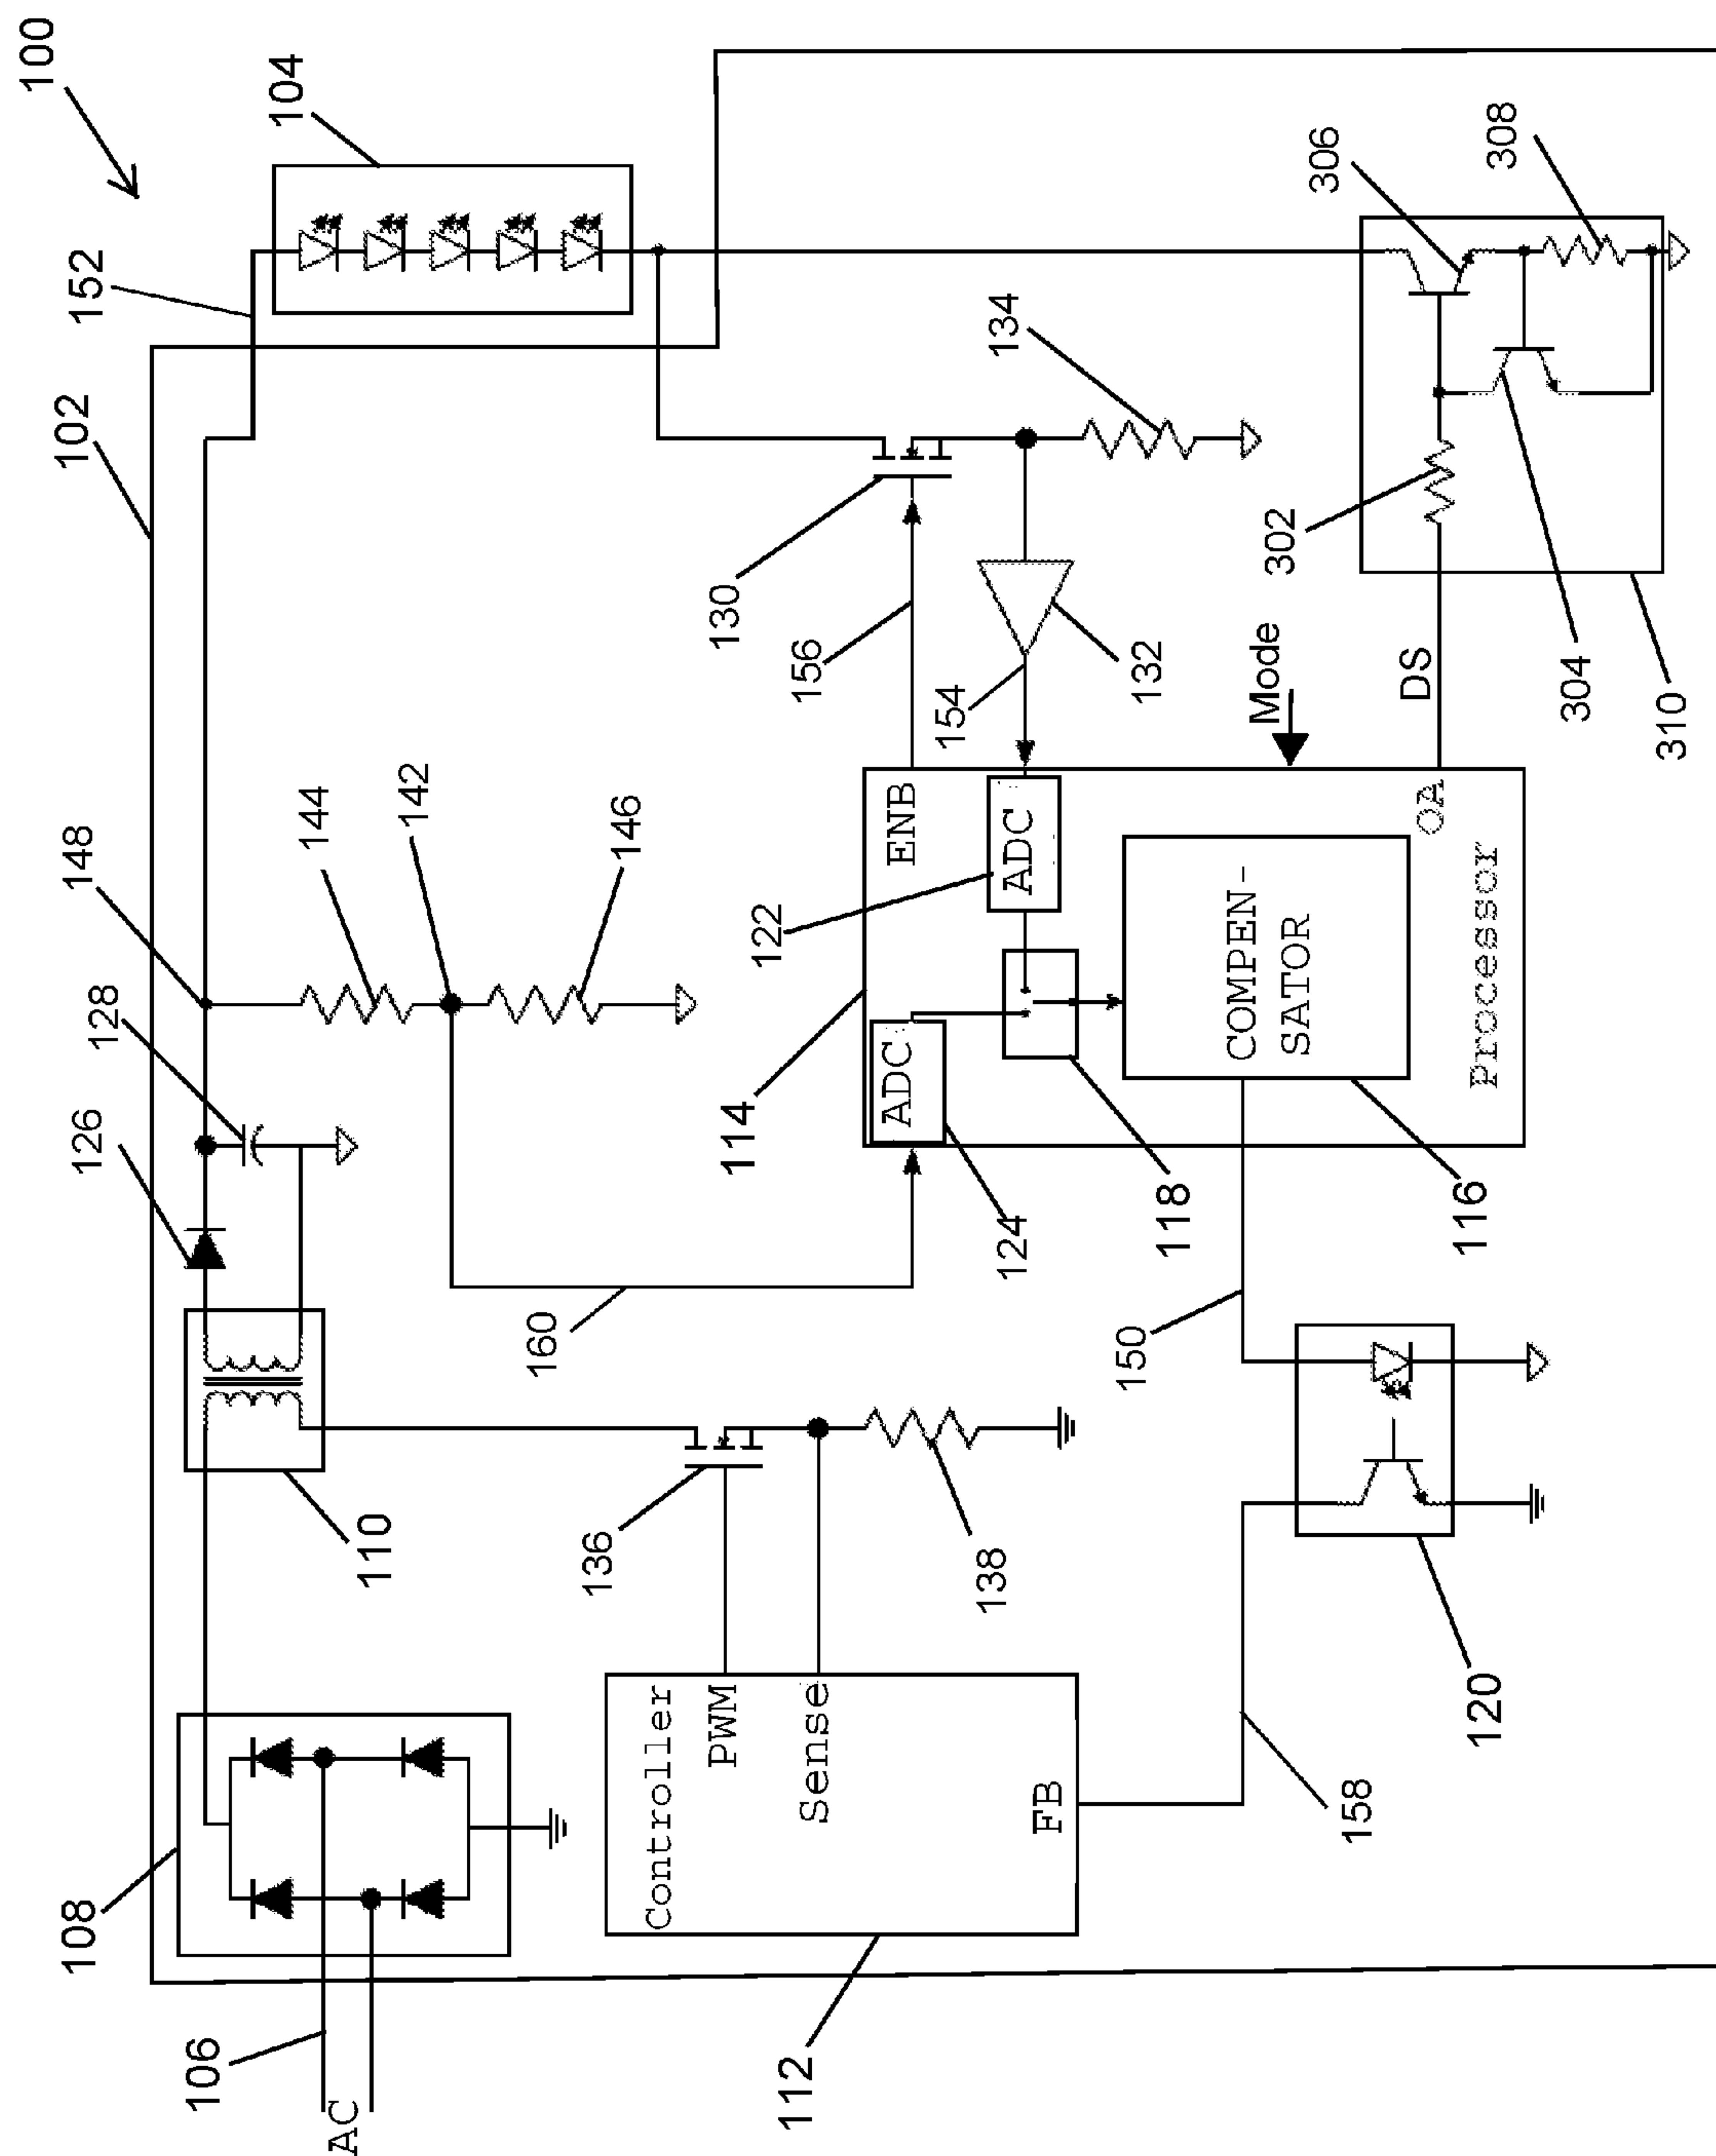 100
102
152
104
148
144
142
146
128
126
110
108
106
AC
112
Controller
PWM
Sense
FB
136
138
160
158
150
120
114
124
118
116
ADC
122
ADC
ENB
COMPEN-
SATOR
Processor
OA
130
156
154
132
134
Mode
DS
302
304
306
308
310